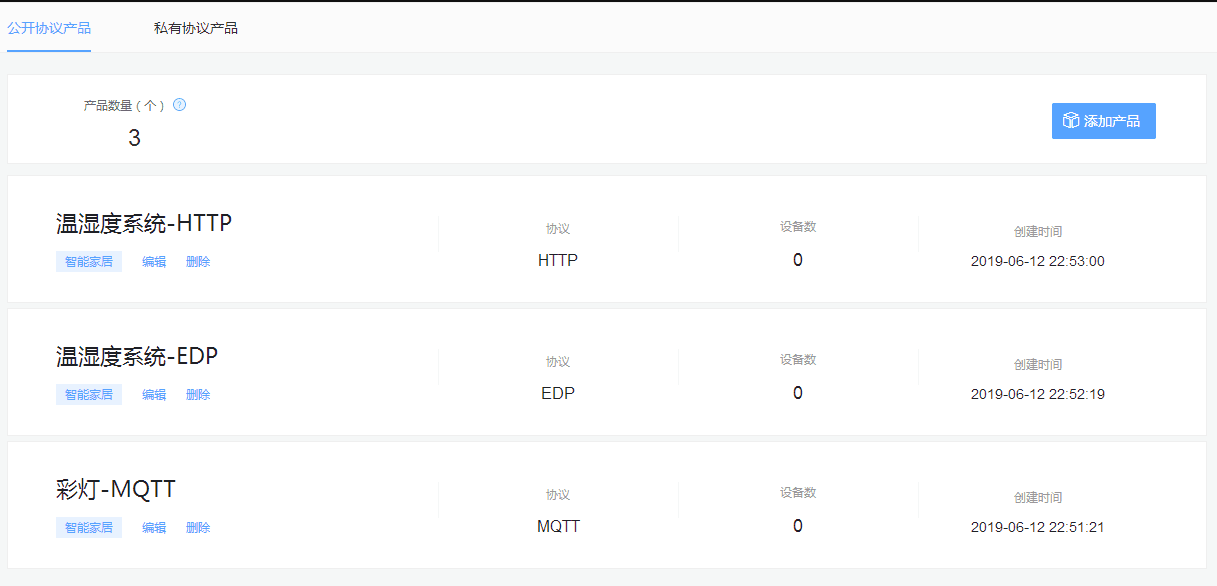 公开协议产品 私有协议产品
产品数量 ( 个 ) ?
3
添加产品
温湿度系统-HTTP
智能家居 编辑 删除
协议
HTTP
设备数
0
创建时间
2019-06-12 22:53:00
温湿度系统-EDP
智能家居 编辑 删除
协议
EDP
设备数
0
创建时间
2019-06-12 22:52:19
彩灯-MQTT
智能家居 编辑 删除
协议
MQTT
设备数
0
创建时间
2019-06-12 22:51:21